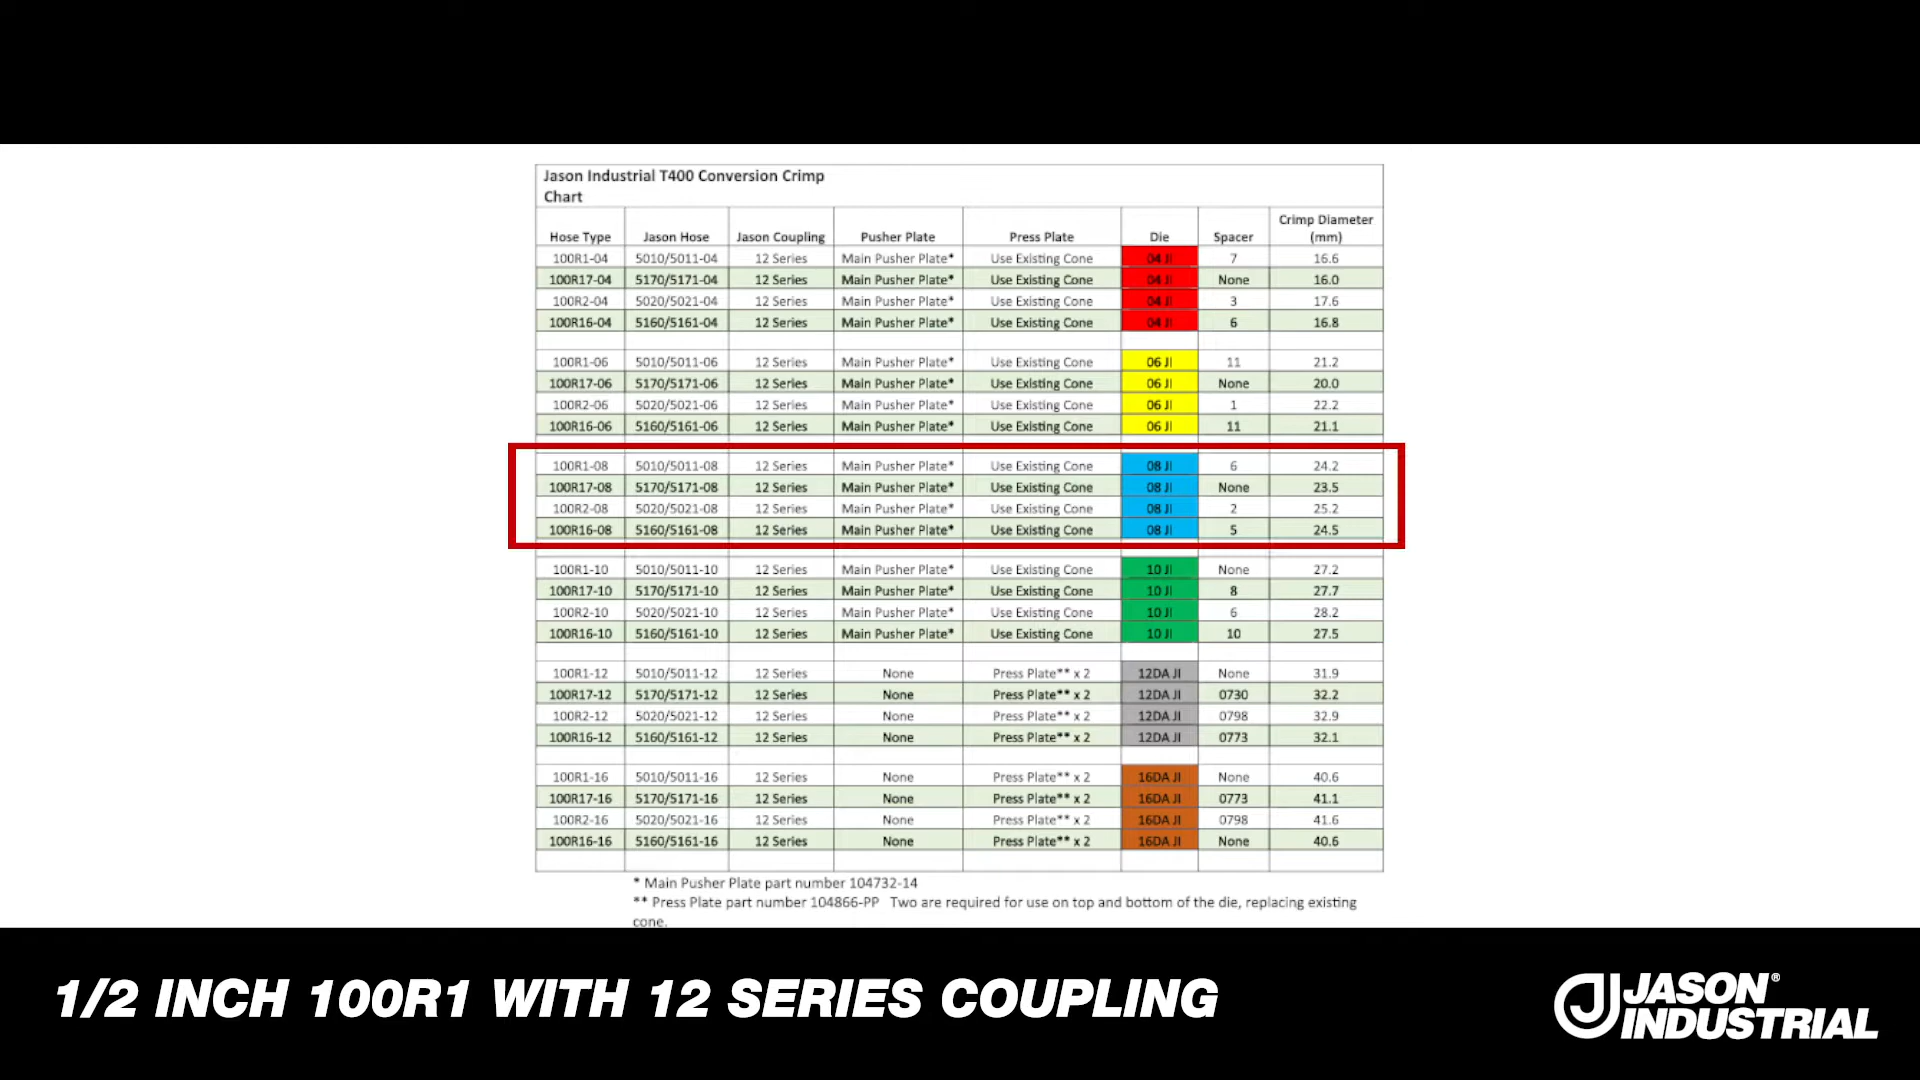 Jason Industrial T400 Conversion Crimp
Chart
Hose Type Jason Hose Jason Coupling Pusher Plate Press Plate Die Spacer Crimp Diameter (mm)
100R1-04 5010/5011-04 12 Series Main Pusher Plate* Use Existing Cone 04 JI 7 16.6
100R17-04 5170/5171-04 12 Series Main Pusher Plate* Use Existing Cone 04 JI None 16.0
100R2-04 5020/5021-04 12 Series Main Pusher Plate* Use Existing Cone 04 JI 3 17.6
100R16-04 5160/5161-04 12 Series Main Pusher Plate* Use Existing Cone 04 JI 6 16.8
100R1-06 5010/5011-06 12 Series Main Pusher Plate* Use Existing Cone 06 JI 11 21.2
100R17-06 5170/5171-06 12 Series Main Pusher Plate* Use Existing Cone 06 JI None 20.0
100R2-06 5020/5021-06 12 Series Main Pusher Plate* Use Existing Cone 06 JI 1 22.2
100R16-06 5160/5161-06 12 Series Main Pusher Plate* Use Existing Cone 06 JI 11 21.1
100R1-08 5010/5011-08 12 Series Main Pusher Plate* Use Existing Cone 08 JI 6 24.2
100R17-08 5170/5171-08 12 Series Main Pusher Plate* Use Existing Cone 08 JI None 23.5
100R2-08 5020/5021-08 12 Series Main Pusher Plate* Use Existing Cone 08 JI 2 25.2
100R16-08 5160/5161-08 12 Series Main Pusher Plate* Use Existing Cone 08 JI 5 24.5
100R1-10 5010/5011-10 12 Series Main Pusher Plate* Use Existing Cone 10 JI None 27.2
100R17-10 5170/5171-10 12 Series Main Pusher Plate* Use Existing Cone 10 JI 8 27.7
100R2-10 5020/5021-10 12 Series Main Pusher Plate* Use Existing Cone 10 JI 6 28.2
100R16-10 5160/5161-10 12 Series Main Pusher Plate* Use Existing Cone 10 JI 10 27.5
100R1-12 5010/5011-12 12 Series None Press Plate** x 2 12DA JI None 31.9
100R17-12 5170/5171-12 12 Series None Press Plate** x 2 12DA JI 0730 32.2
100R2-12 5020/5021-12 12 Series None Press Plate** x 2 12DA JI 0798 32.9
100R16-12 5160/5161-12 12 Series None Press Plate** x 2 12DA JI 0773 32.1
100R1-16 5010/5011-16 12 Series None Press Plate** x 2 16DA JI None 40.6
100R17-16 5170/5171-16 12 Series None Press Plate** x 2 16DA JI 0773 41.1
100R2-16 5020/5021-16 12 Series None Press Plate** x 2 16DA JI 0798 41.6
100R16-16 5160/5161-16 12 Series None Press Plate** x 2 16DA JI None 40.6
* Main Pusher Plate part number 104732-14
** Press Plate part number 104866-PP Two are required for use on top and bottom of the die, replacing existing
cone.
1/2 INCH 100R1 WITH 12 SERIES COUPLING
JASON®
INDUSTRIAL